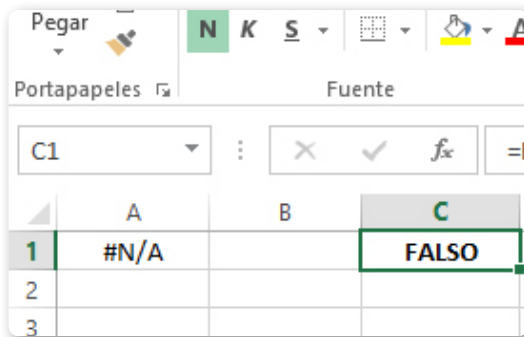 Pegar
N K S A
Portapapeles Fuente
C1 fx =
A B C
1 #N/A FALSO
2
3